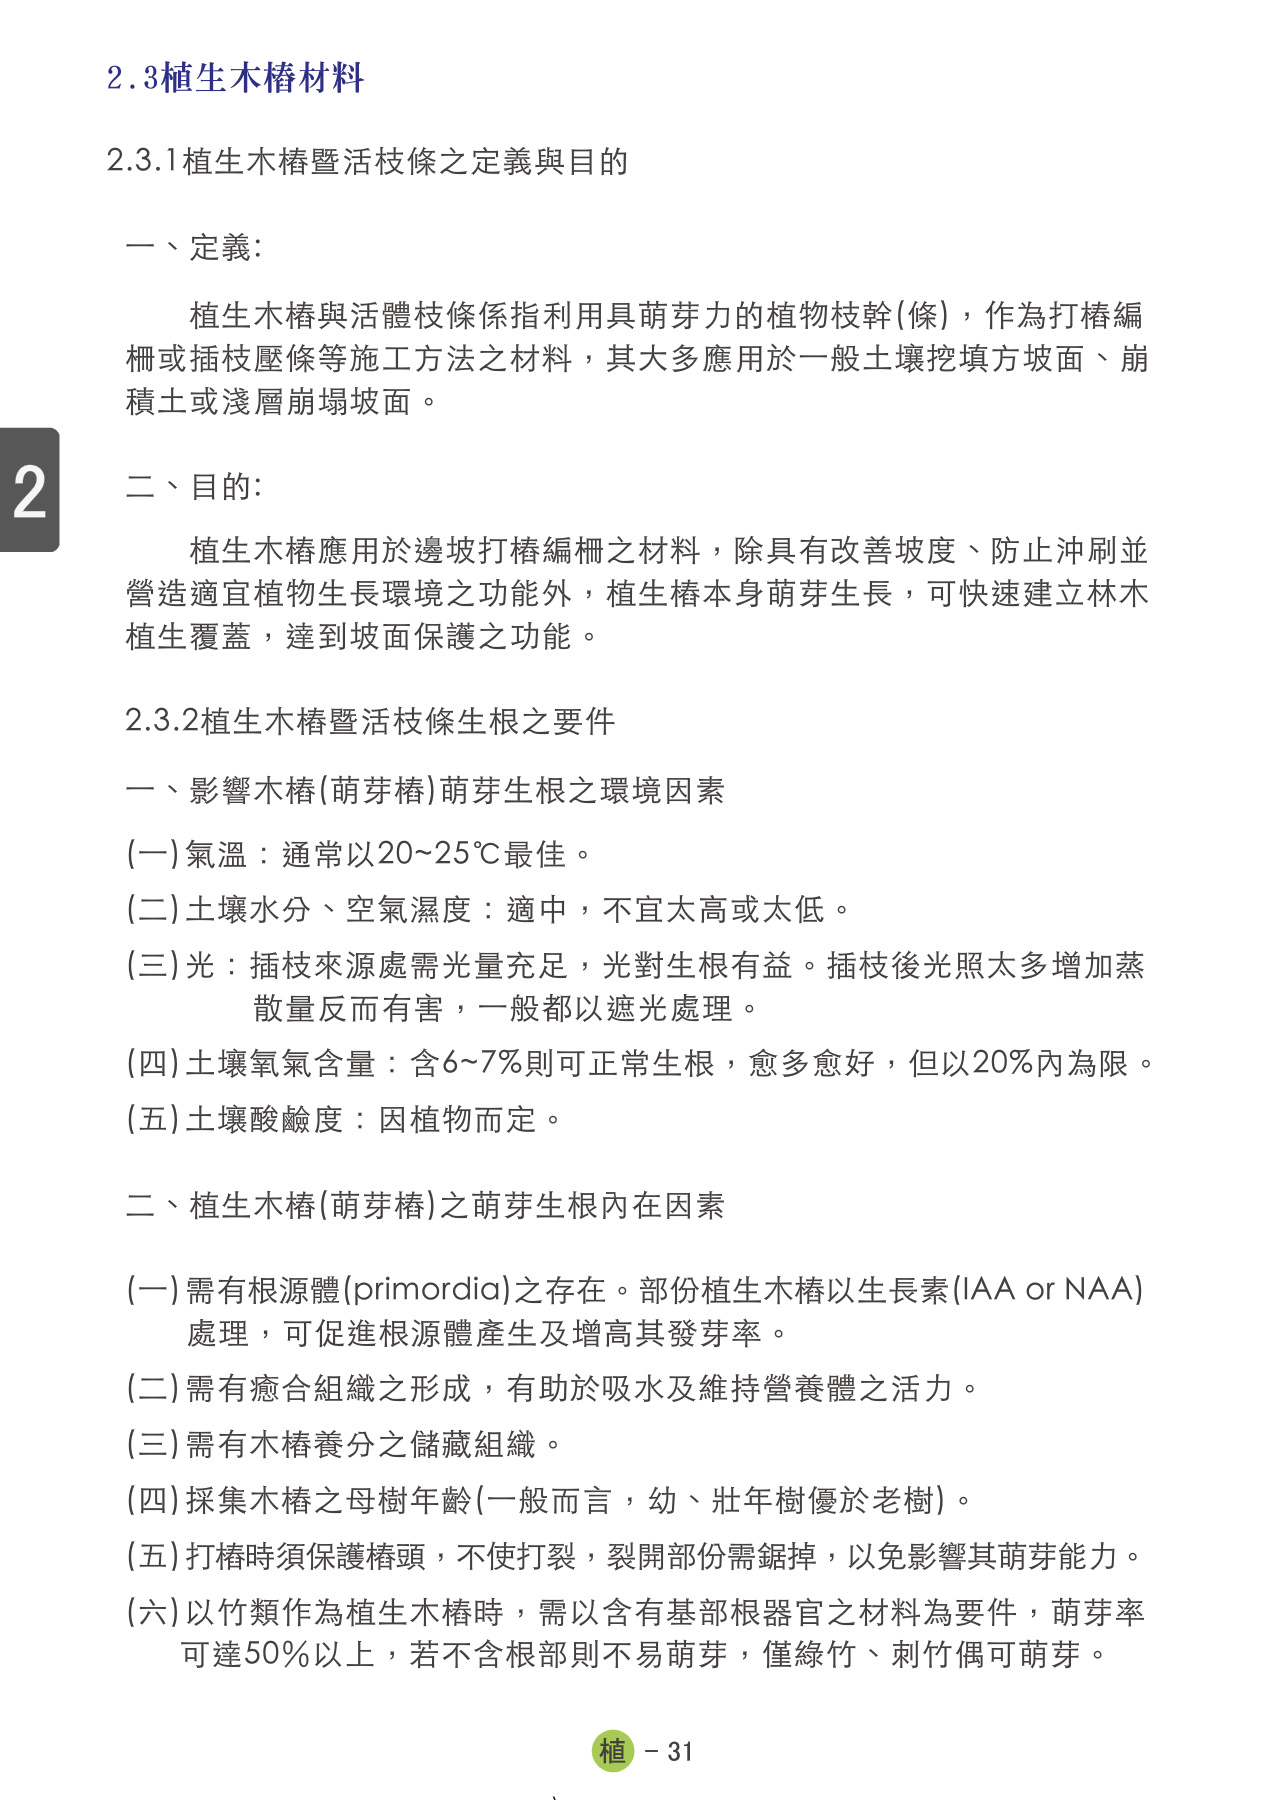 2.3植生木樁材料
2.3.1植生木樁暨活枝條之定義與目的
一、定義:
植生木樁與活體枝條係指利用具萌芽力的植物枝幹(條)，作為打樁編
柵或插枝壓條等施工方法之材料，其大多應用於一般土壤挖填方坡面、崩
積土或淺層崩塌坡面。
2
二、目的:
植生木樁應用於邊坡打樁編柵之材料，除具有改善坡度、防止沖刷並
營造適宜植物生長環境之功能外，植生樁本身萌芽生長，可快速建立林木
植生覆蓋，達到坡面保護之功能。
2.3.2植生木樁暨活枝條生根之要件
一、影響木樁(萌芽樁)萌芽生根之環境因素
(一)氣溫：通常以20~25℃最佳。
(二)土壤水分、空氣濕度：適中，不宜太高或太低。
(三)光：插枝來源處需光量充足，光對生根有益。插枝後光照太多增加蒸
散量反而有害，一般都以遮光處理。
(四)土壤氧氣含量：含6~7%則可正常生根，愈多愈好，但以20%內為限。
(五)土壤酸鹼度：因植物而定。
二、植生木樁(萌芽樁)之萌芽生根內在因素
(一)需有根源體(primordia)之存在。部份植生木樁以生長素(IAA or NAA)
處理，可促進根源體產生及增高其發芽率。
(二)需有癒合組織之形成，有助於吸水及維持營養體之活力。
(三)需有木樁養分之儲藏組織。
(四)採集木樁之母樹年齡(一般而言，幼、壯年樹優於老樹)。
(五)打樁時須保護樁頭，不使打裂，裂開部份需鋸掉，以免影響其萌芽能力。
(六)以竹類作為植生木樁時，需以含有基部根器官之材料為要件，萌芽率
可達50%以上，若不含根部則不易萌芽，僅綠竹、刺竹偶可萌芽。
植 - 31